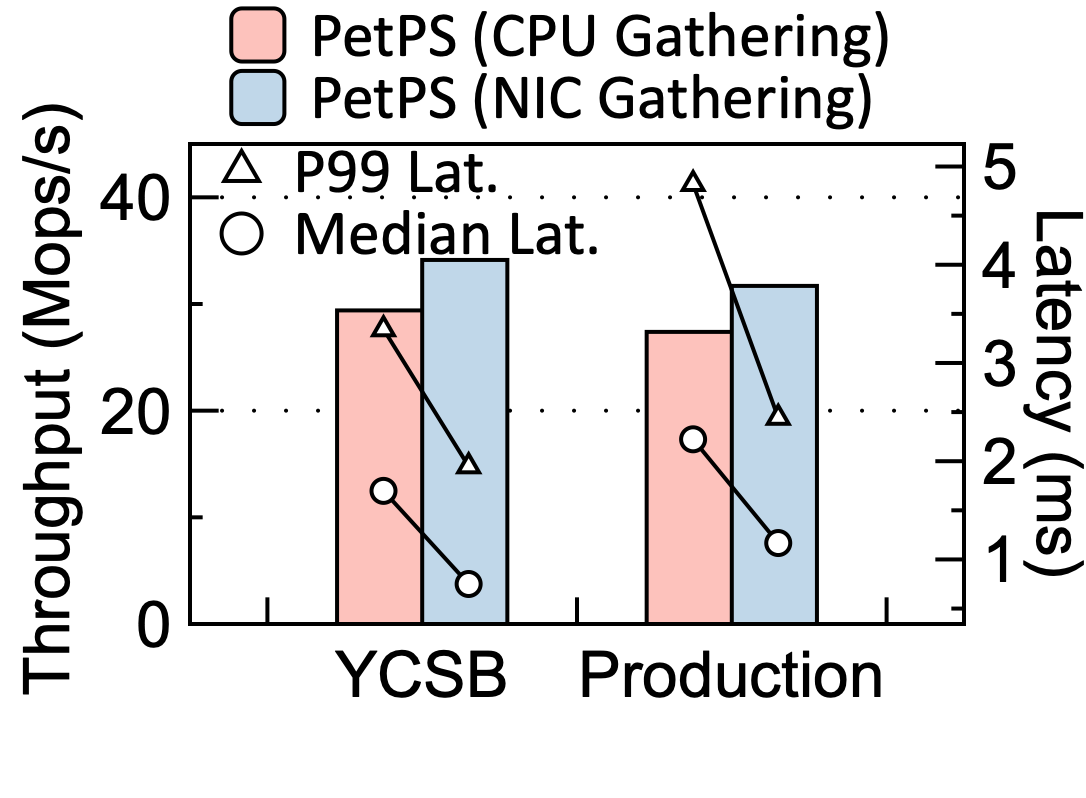 PetPS (CPU Gathering)
PetPS (NIC Gathering)
Throughput (Mops/s)
40
20
0
P99 Lat.
Median Lat.
5
4
3
2
1
Latency (ms)
YCSB Production